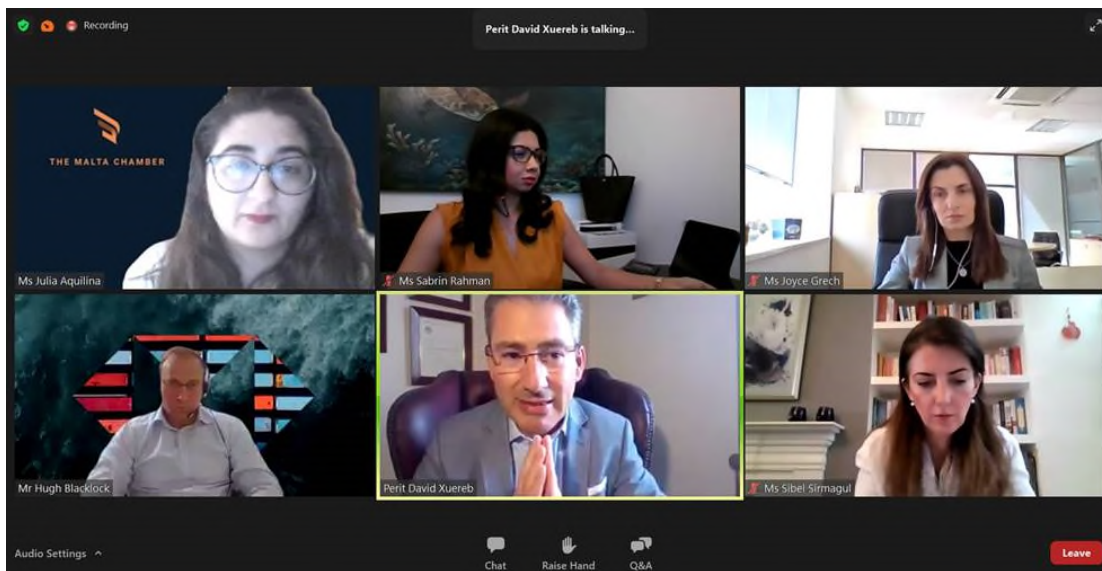 Recording
Perit David Xuereb is talking...
THE MALTA CHAMBER
Ms Julia Aquilina
Ms Sabrin Rahman
Ms Joyce Grech
Mr Hugh Blacklock
Perit David Xuereb
Ms Sibel Sirmagul
Audio Settings
Chat
Raise Hand
Q&A
Leave